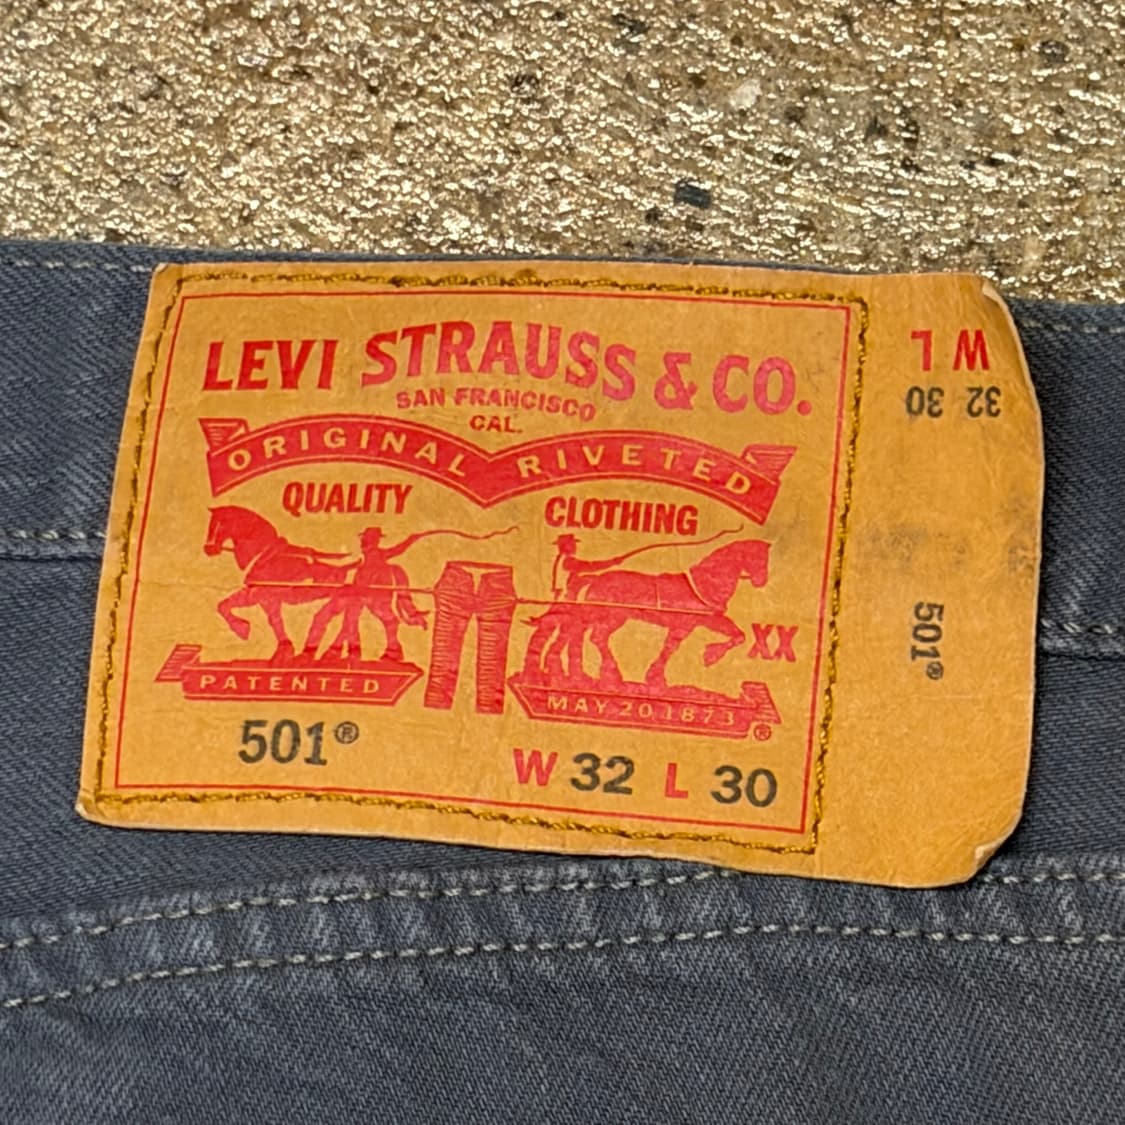 LEVI STRAUSS & CO.
SAN FRANCISCO
CAL.
ORIGINAL RIVETED
QUALITY CLOTHING
XX
PATENTED
MAY 20 1873
®
501®
W 32 L 30
W L
32 30
501®